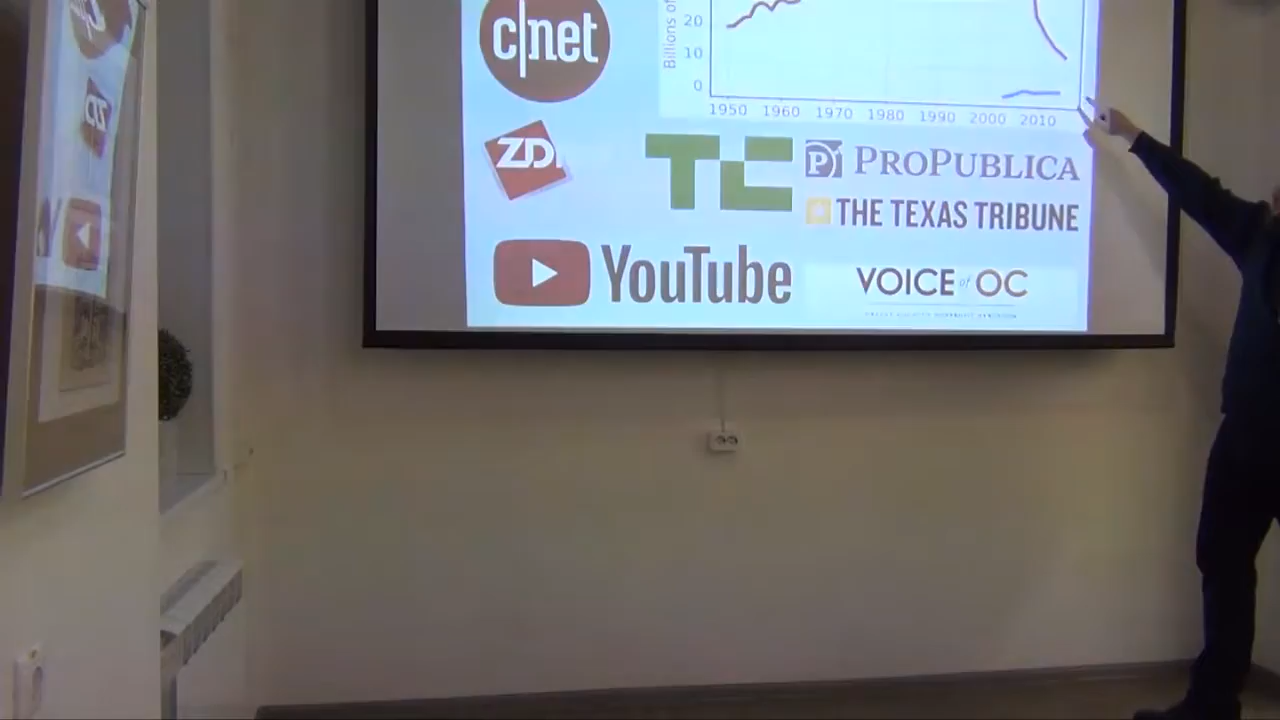 c|net
20
Billions of
10
0
1950 1960 1970 1980 1990 2000 2010
ZD
TC
P PROPUBLICA
THE TEXAS TRIBUNE
YouTube
VOICE of OC